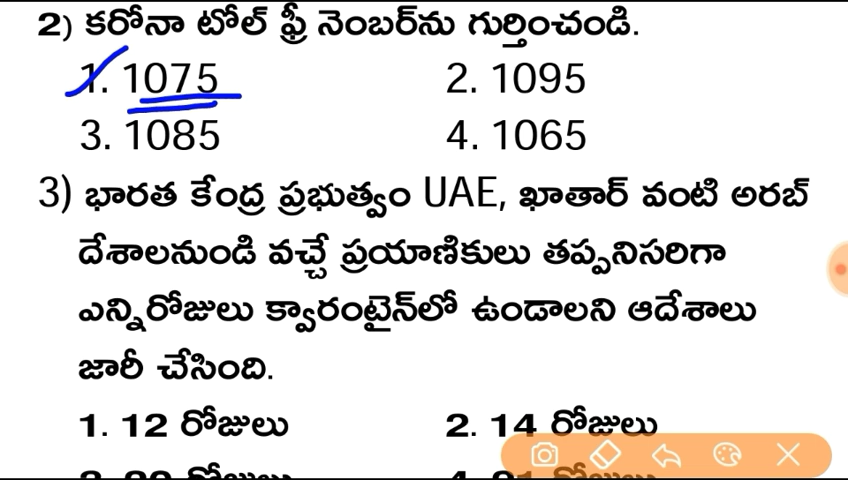 2) కరోనా టోల్ ఫ్రీ నెంబర్‌ను గుర్తించండి.
1. 1075 2. 1095
3. 1085 4. 1065
3) భారత కేంద్ర ప్రభుత్వం UAE, ఖాతార్ వంటి అరబ్
దేశాలనుండి వచ్చే ప్రయాణికులు తప్పనిసరిగా
ఎన్నిరోజులు క్వారంటైన్‌లో ఉండాలని ఆదేశాలు
జారీ చేసింది.
1. 12 రోజులు 2. 14 రోజులు